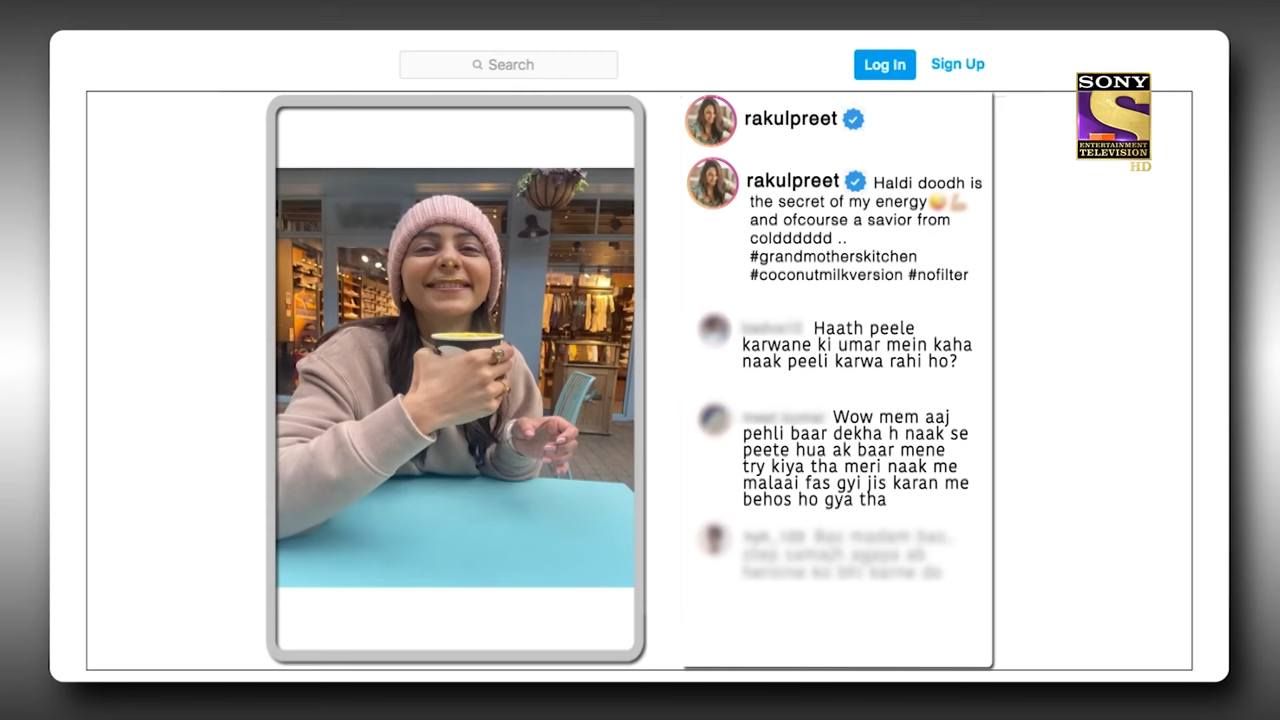 Search
Log In
Sign Up
SONY
ENTERTAINMENT
TELEVISION
HD
rakulpreet
rakulpreet Haldi doodh is
the secret of my energy😜💪🏼
and ofcourse a savior from
coldddddd ..
#grandmotherskitchen
#coconutmilkversion #nofilter
Haath peele
karwane ki umar mein kaha
naak peeli karwa rahi ho?
Wow mem aaj
pehli baar dekha h naak se
peete hua ak baar mene
try kiya tha meri naak me
malaai fas gyi jis karan me
behos ho gya tha